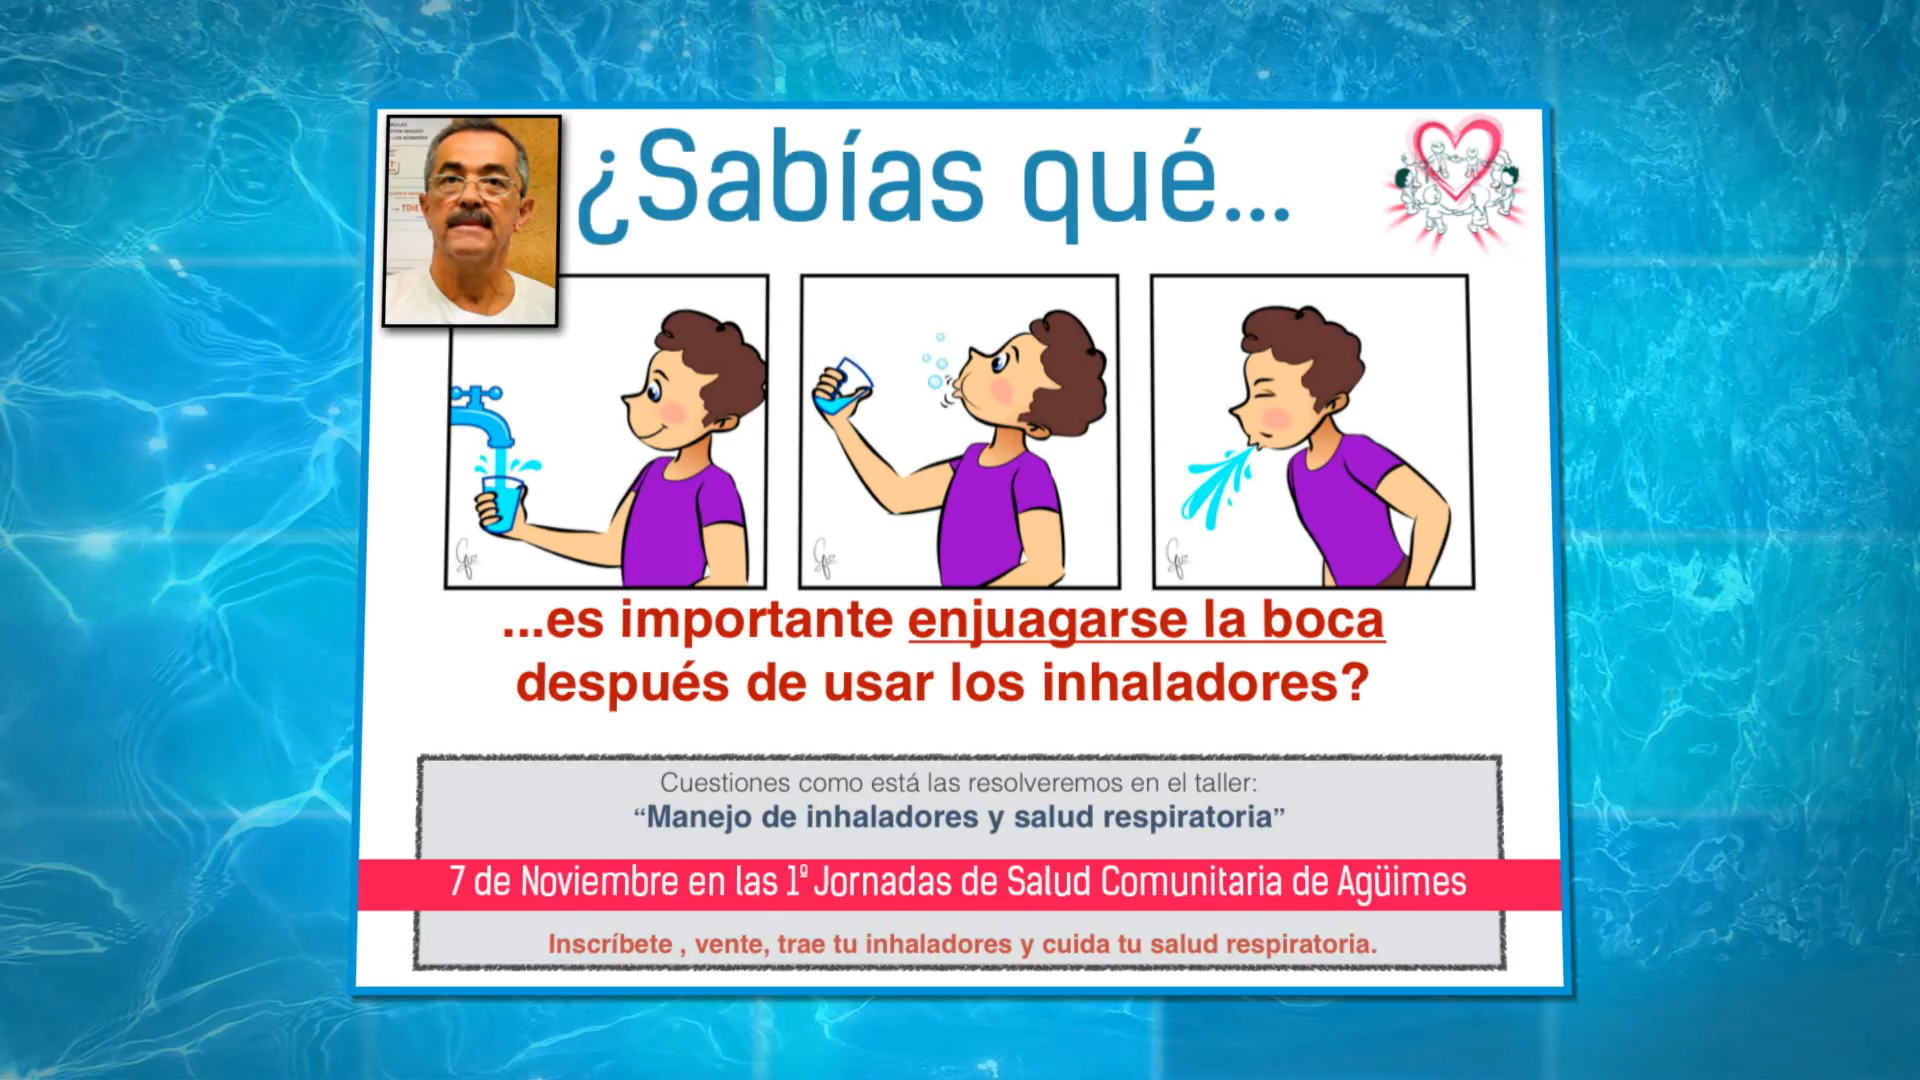 ¿Sabías qué...
...es importante enjuagarse la boca
después de usar los inhaladores?
Cuestiones como está las resolveremos en el taller:
“Manejo de inhaladores y salud respiratoria”
7 de Noviembre en las 1º Jornadas de Salud Comunitaria de Agüimes
Inscríbete , vente, trae tu inhaladores y cuida tu salud respiratoria.